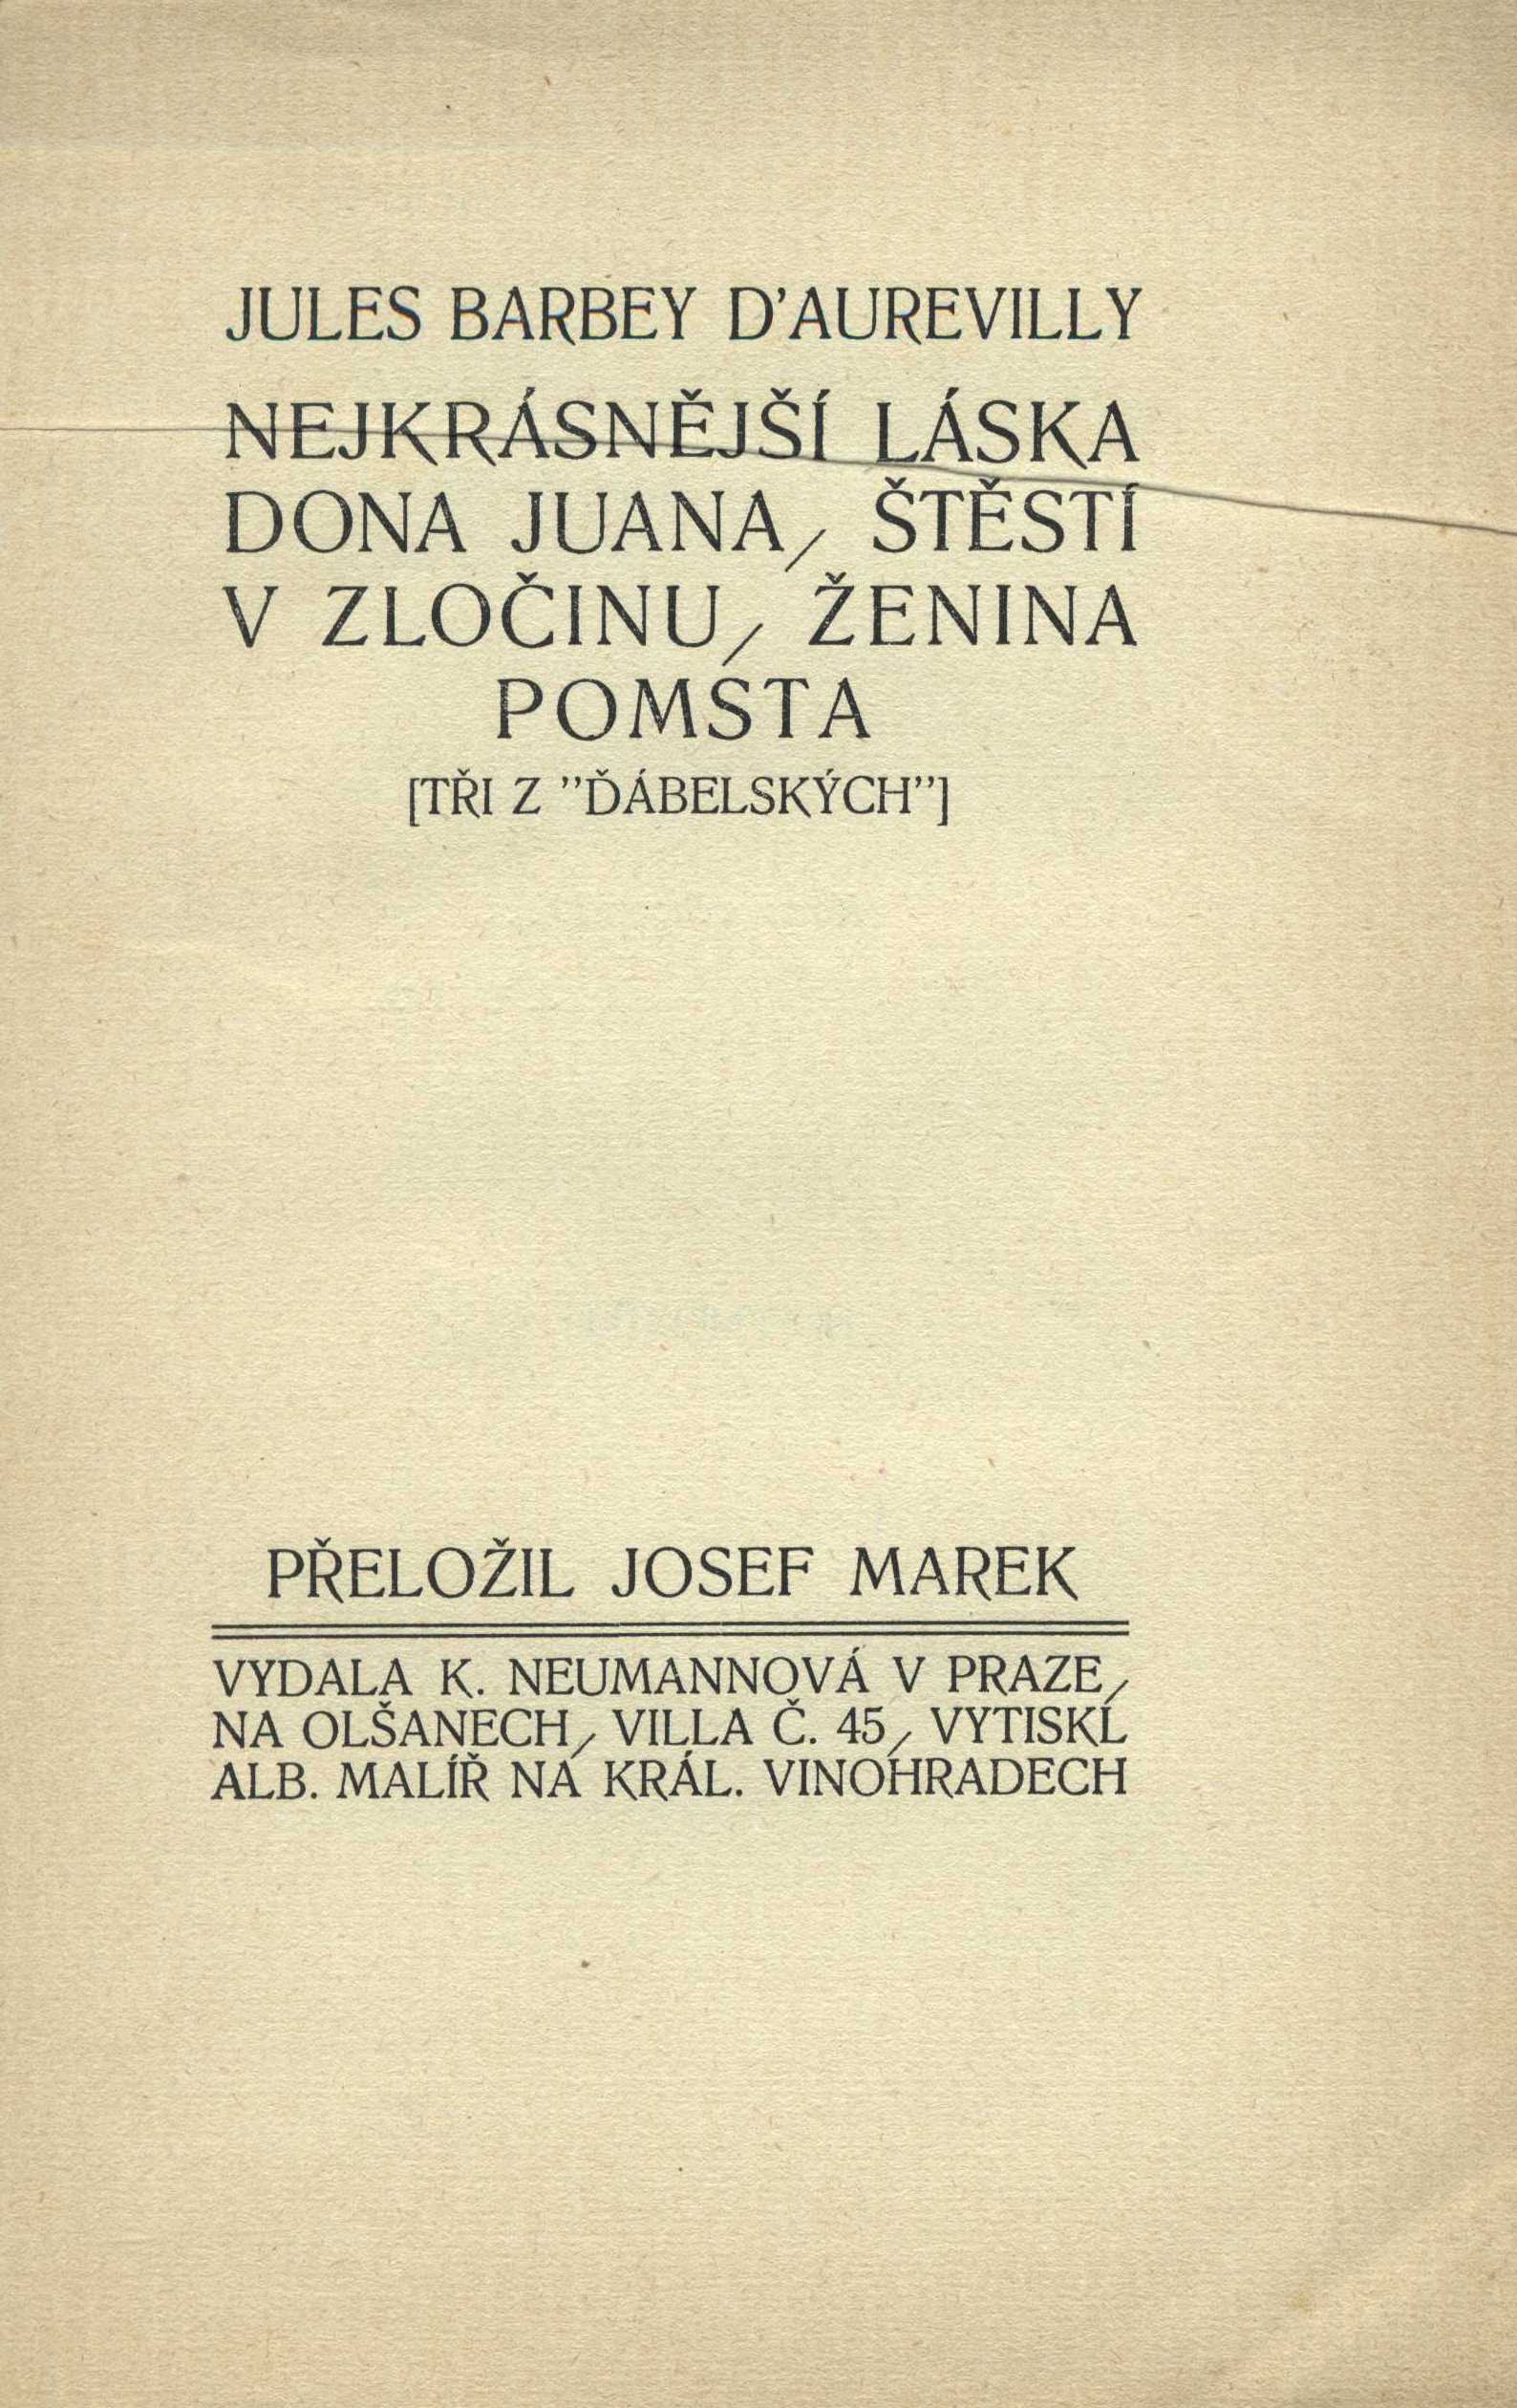 JULES BARBEY D'AUREVILLY
NEJKRÁSNĚJŠÍ LÁSKA
DONA JUANA, ŠTĚSTÍ
V ZLOČINU, ŽENINA
POMSTA
[TŘI Z "ĎÁBELSKÝCH"]
PŘELOŽIL JOSEF MAREK
VYDALA K. NEUMANNOVÁ V PRAZE,
NA OLŠANECH, VILLA Č. 45, VYTISKL
ALB. MALÍŘ NA KRÁL. VINOHRADECH